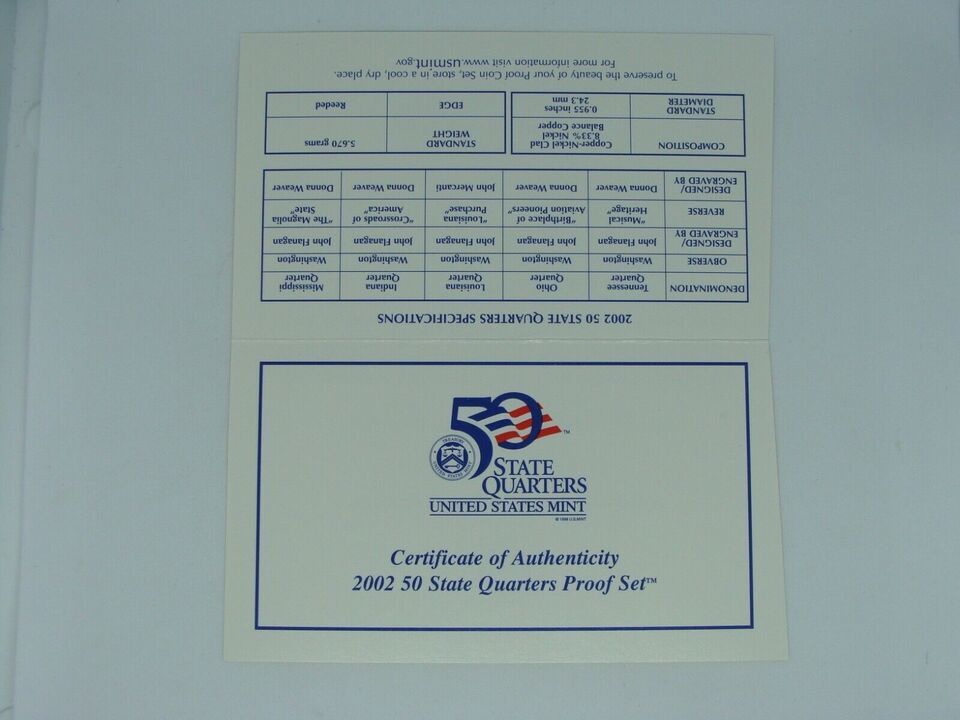 50™
STATE
QUARTERS
UNITED STATES MINT
© 1998 U.S. MINT
Certificate of Authenticity
2002 50 State Quarters Proof Set™
2002 50 STATE QUARTERS SPECIFICATIONS
DENOMINATION Tennessee Quarter Ohio Quarter Louisiana Quarter Indiana Quarter Mississippi Quarter
OBVERSE Washington Washington Washington Washington Washington
DESIGNED/ ENGRAVED BY John Flanagan John Flanagan John Flanagan John Flanagan John Flanagan
REVERSE "Musical Heritage" "Birthplace of Aviation Pioneers" "Louisiana Purchase" "Crossroads of America" "The Magnolia State"
DESIGNED/ ENGRAVED BY Donna Weaver Donna Weaver John Mercanti Donna Weaver Donna Weaver
COMPOSITION Copper-Nickel Clad 8.33% Nickel Balance Copper STANDARD WEIGHT 5.670 grams
STANDARD DIAMETER 0.955 inches 24.3 mm EDGE Reeded
To preserve the beauty of your Proof Coin Set, store in a cool, dry place.
For more information visit www.usmint.gov